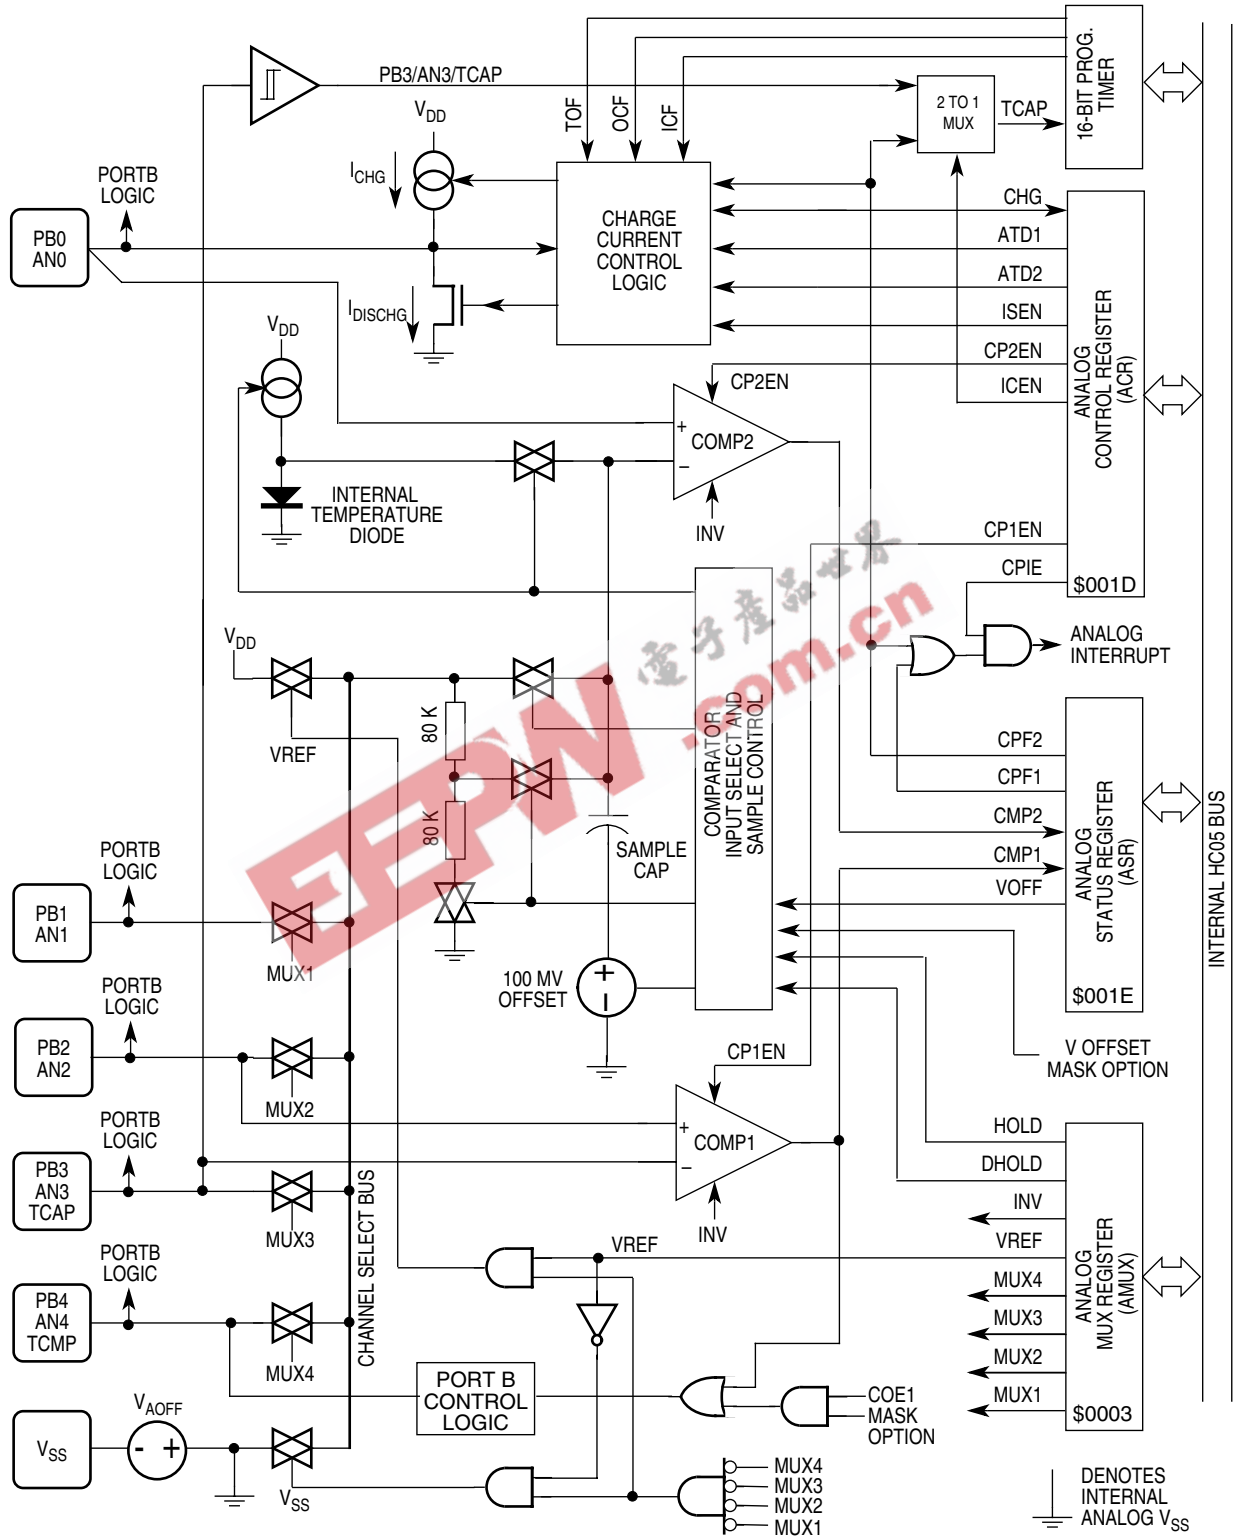 PB3/AN3/TCAP
TOF
OCF
ICF
2 TO 1
MUX
TCAP
16-BIT PROG.
TIMER
VDD
ICHG
PORTB
LOGIC
PB0
AN0
CHARGE
CURRENT
CONTROL
LOGIC
IDISCHG
CHG
ATD1
ATD2
ISEN
CP2EN
ICEN
CP1EN
CPIE
ANALOG
CONTROL REGISTER
(ACR)
$001D
VDD
CP2EN
+
COMP2
–
INV
INTERNAL
TEMPERATURE
DIODE
電子產品世界
EEPW.com.cn
ANALOG
INTERRUPT
VDD
VREF
80 K
80 K
COMPARATOR
INPUT SELECT AND
SAMPLE CONTROL
SAMPLE
CAP
CPF2
CPF1
CMP2
CMP1
VOFF
ANALOG
STATUS REGISTER
(ASR)
$001E
INTERNAL HC05 BUS
PORTB
LOGIC
PB1
AN1
MUX1
100 MV
OFFSET
+
–
V OFFSET
MASK OPTION
PORTB
LOGIC
PB2
AN2
MUX2
CP1EN
+
COMP1
–
INV
PORTB
LOGIC
PB3
AN3
TCAP
MUX3
CHANNEL SELECT BUS
HOLD
DHOLD
INV
VREF
MUX4
MUX3
MUX2
MUX1
ANALOG
MUX REGISTER
(AMUX)
$0003
VREF
PORTB
LOGIC
PB4
AN4
TCMP
MUX4
PORT B
CONTROL
LOGIC
COE1
MASK
OPTION
VAOFF
VSS
- +
VSS
MUX4
MUX3
MUX2
MUX1
DENOTES
INTERNAL
ANALOG VSS